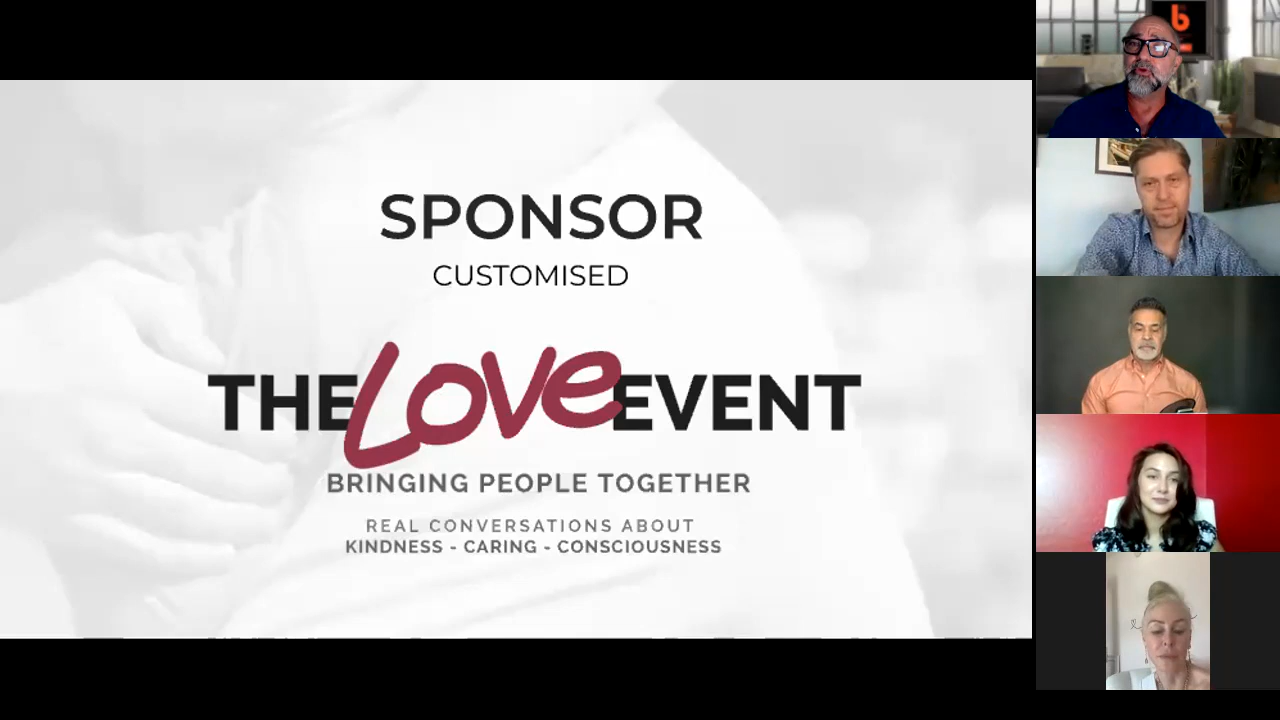 SPONSOR
CUSTOMISED
THE LOVE EVENT
BRINGING PEOPLE TOGETHER
REAL CONVERSATIONS ABOUT
KINDNESS - CARING - CONSCIOUSNESS
b